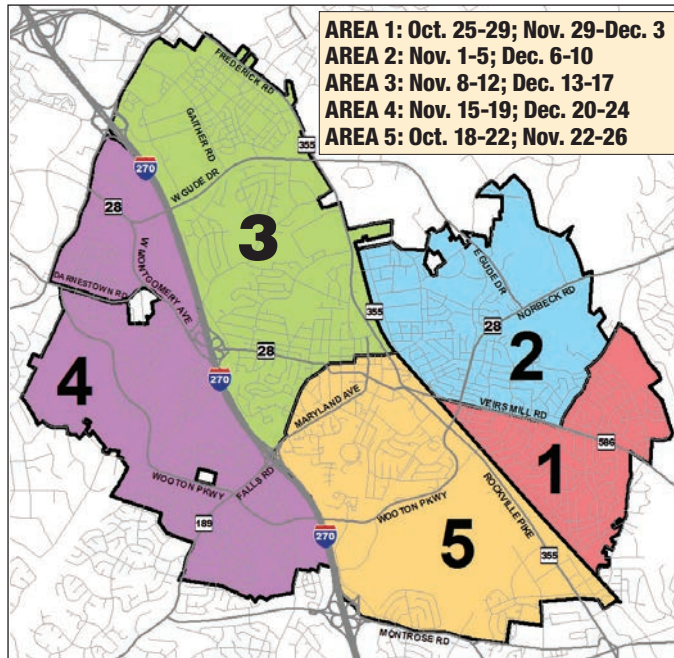 AREA 1: Oct. 25-29; Nov. 29-Dec. 3
AREA 2: Nov. 1-5; Dec. 6-10
AREA 3: Nov. 8-12; Dec. 13-17
AREA 4: Nov. 15-19; Dec. 20-24
AREA 5: Oct. 18-22; Nov. 22-26
FREDERICK RD
GAITHER RD
355
270
W GUDE DR
28
3
W MONTGOMERY AVE
DARNESTOWN RD
E GUDE DR
NORBECK RD
355
28
28
2
270
4
MARYLAND AVE
VEIRS MILL RD
586
1
FALLS RD
WOOTON PKWY
WOOTON PKWY
ROCKVILLE PIKE
189
270
5
355
MONTROSE RD